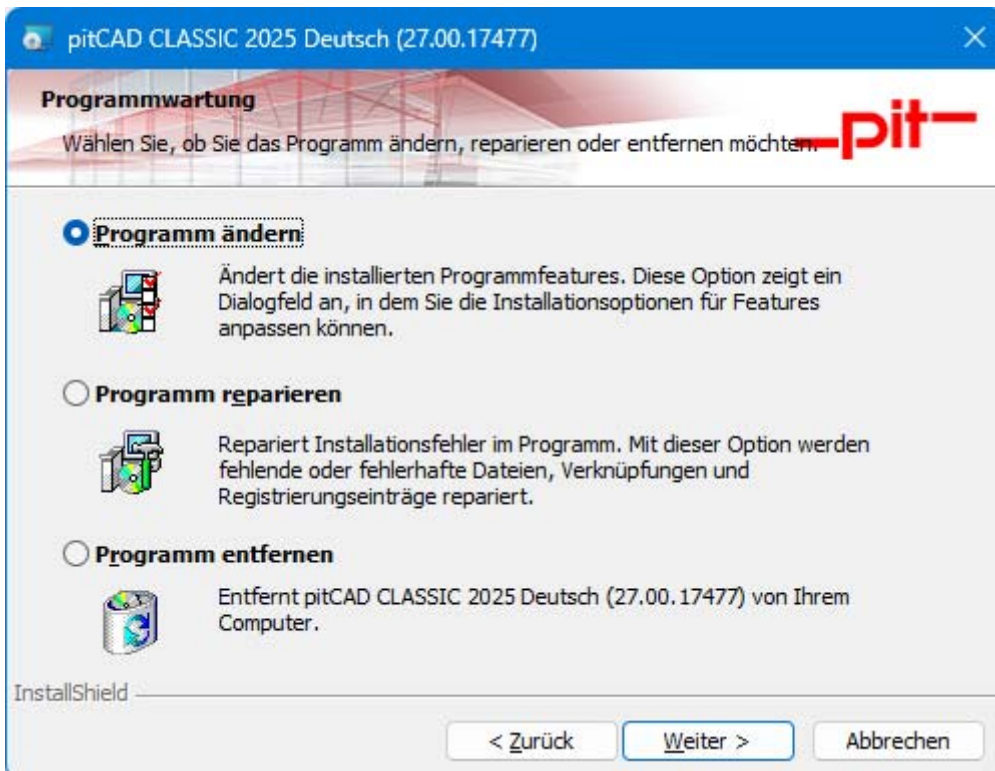 pitCAD CLASSIC 2025 Deutsch (27.00.17477)
Programmwartung
Wählen Sie, ob Sie das Programm ändern, reparieren oder entfernen möchten.
pit
Programm ändern
Ändert die installierten Programmfeatures. Diese Option zeigt ein
Dialogfeld an, in dem Sie die Installationsoptionen für Features
anpassen können.
Programm reparieren
Repariert Installationsfehler im Programm. Mit dieser Option werden
fehlende oder fehlerhafte Dateien, Verknüpfungen und
Registrierungseinträge repariert.
Programm entfernen
Entfernt pitCAD CLASSIC 2025 Deutsch (27.00.17477) von Ihrem
Computer.
InstallShield
< Zurück
Weiter >
Abbrechen